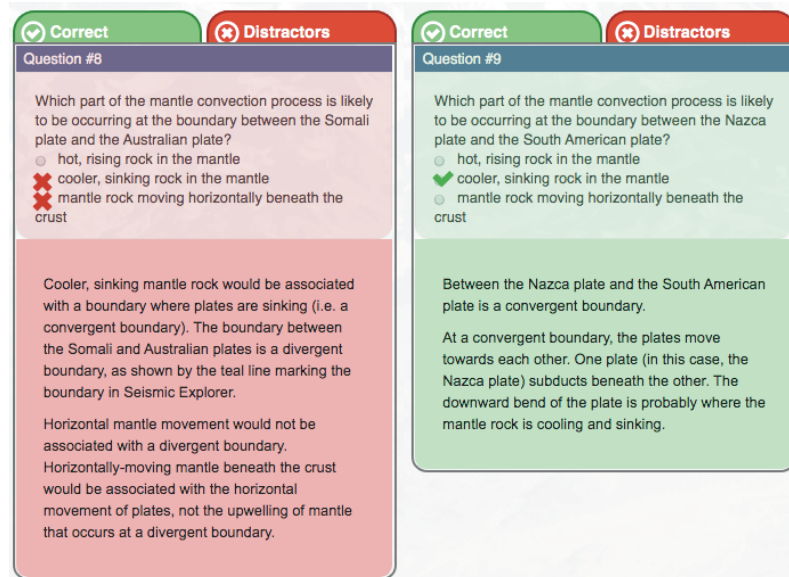 Correct
Distractors
Question #8
Which part of the mantle convection process is likely
to be occurring at the boundary between the Somali
plate and the Australian plate?
hot, rising rock in the mantle
cooler, sinking rock in the mantle
mantle rock moving horizontally beneath the
crust
Cooler, sinking mantle rock would be associated
with a boundary where plates are sinking (i.e. a
convergent boundary). The boundary between
the Somali and Australian plates is a divergent
boundary, as shown by the teal line marking the
boundary in Seismic Explorer.
Horizontal mantle movement would not be
associated with a divergent boundary.
Horizontally-moving mantle beneath the crust
would be associated with the horizontal
movement of plates, not the upwelling of mantle
that occurs at a divergent boundary.
Correct
Distractors
Question #9
Which part of the mantle convection process is likely
to be occurring at the boundary between the Nazca
plate and the South American plate?
hot, rising rock in the mantle
cooler, sinking rock in the mantle
mantle rock moving horizontally beneath the
crust
Between the Nazca plate and the South American
plate is a convergent boundary.
At a convergent boundary, the plates move
towards each other. One plate (in this case, the
Nazca plate) subducts beneath the other. The
downward bend of the plate is probably where the
mantle rock is cooling and sinking.